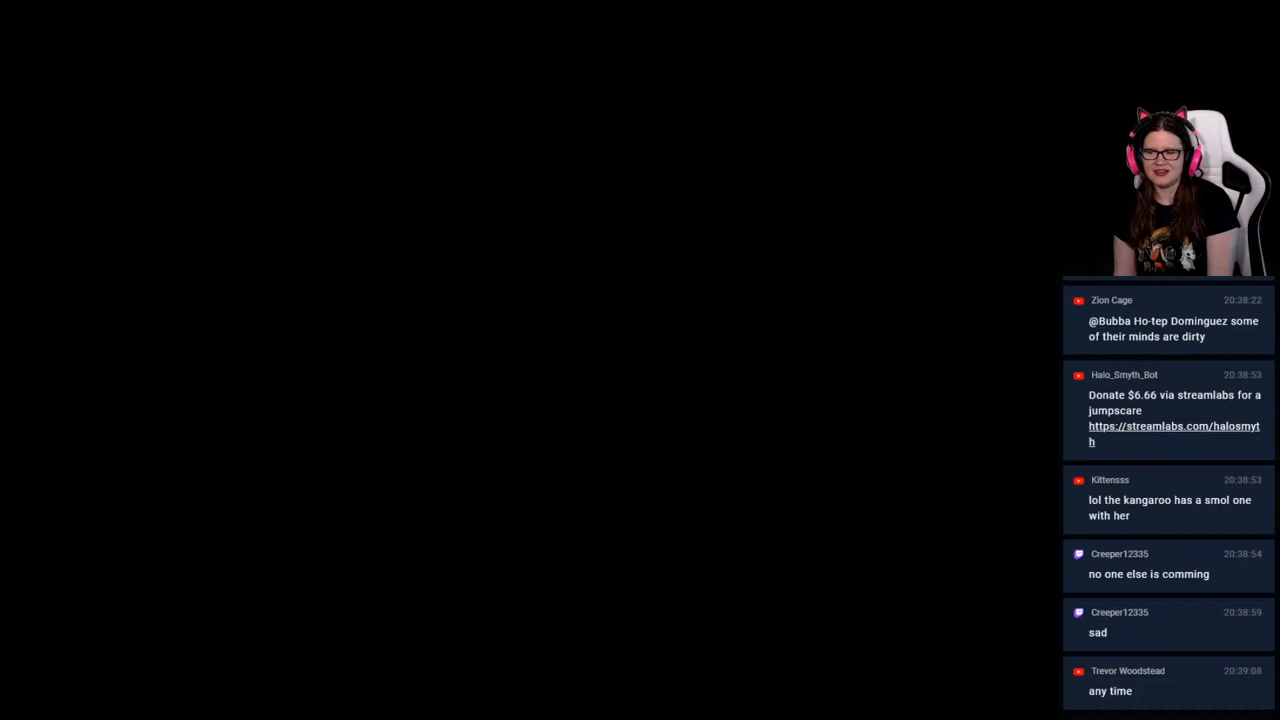 Zion Cage 20:38:22
@Bubba Ho-tep Dominguez some
of their minds are dirty
Halo_Smyth_Bot 20:38:53
Donate $6.66 via streamlabs for a
jumpscare
https://streamlabs.com/halosmyt
h
Kittensss 20:38:53
lol the kangaroo has a smol one
with her
Creeper12335 20:38:54
no one else is comming
Creeper12335 20:38:59
sad
Trevor Woodstead 20:39:08
any time